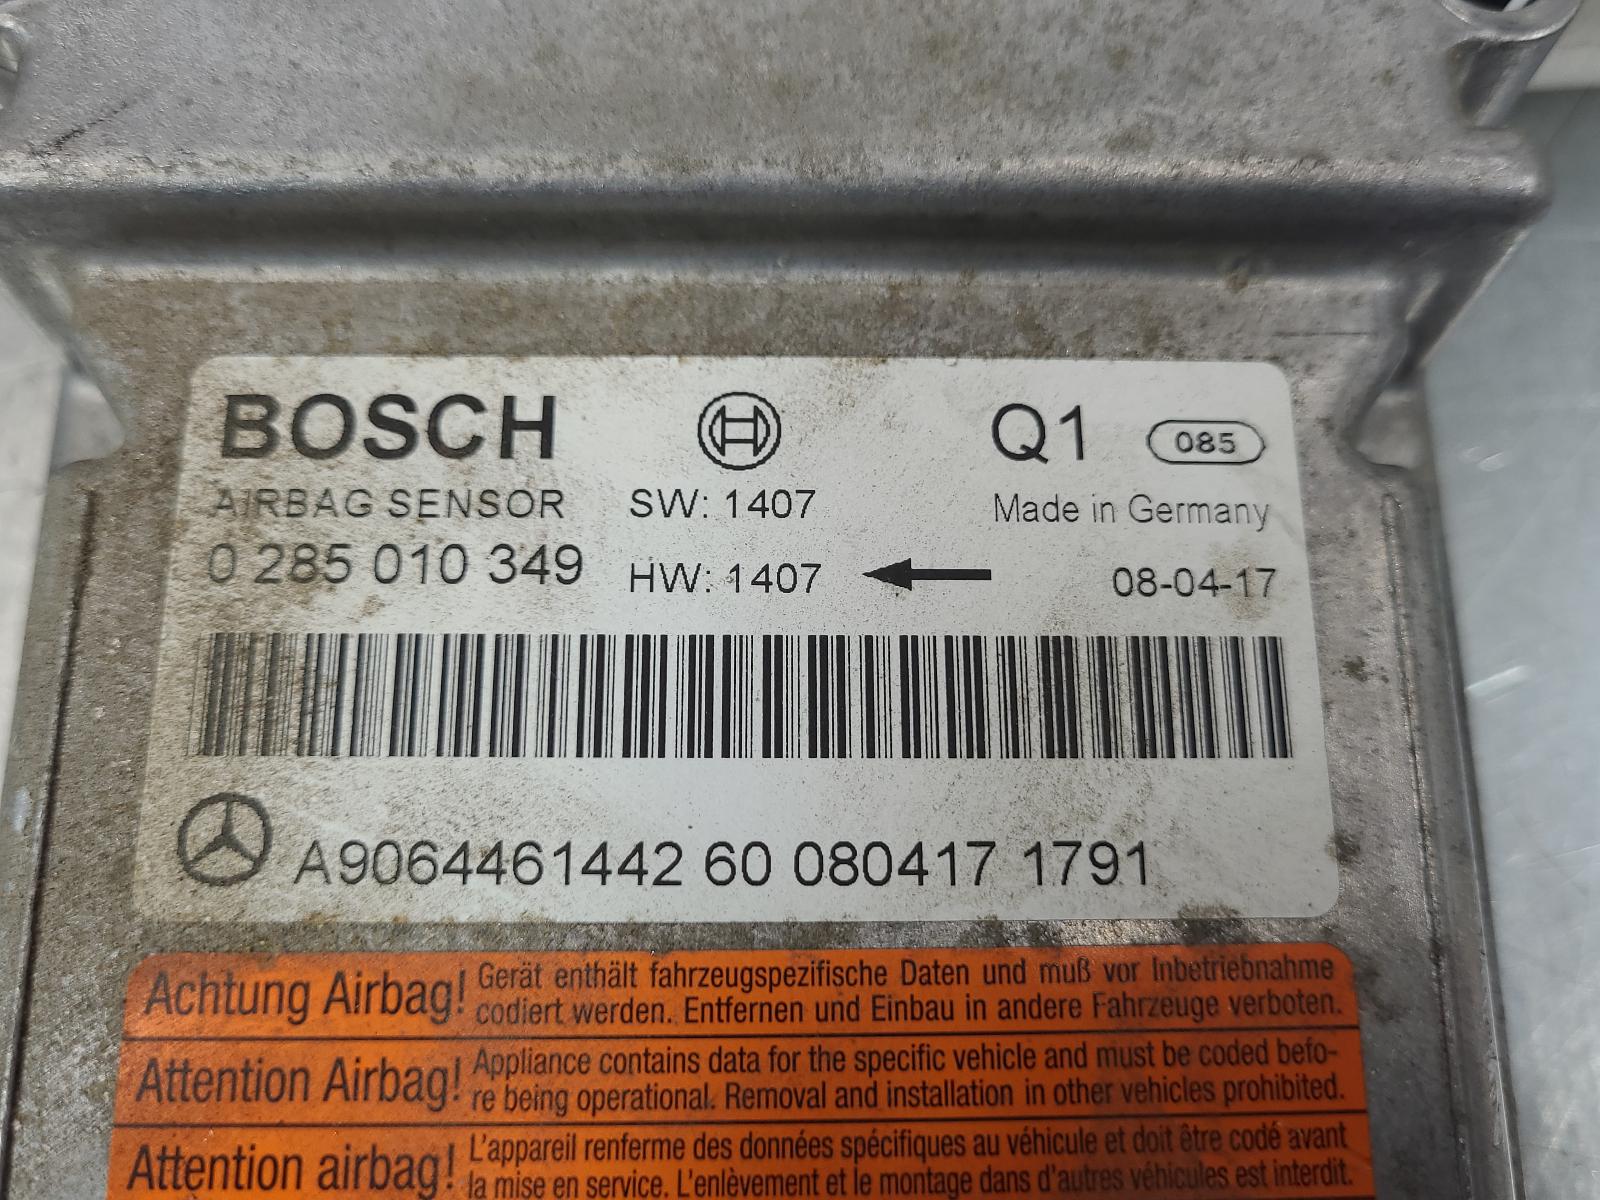 BOSCH Q1 085
AIRBAG SENSOR SW: 1407 Made in Germany
0 285 010 349 HW: 1407 08-04-17
A9064461442 60 080417 1791
Achtung Airbag! Gerät enthält fahrzeugspezifische Daten und muß vor Inbetriebnahme
codiert werden. Entfernen und Einbau in andere Fahrzeuge verboten.
Attention Airbag! Appliance contains data for the specific vehicle and must be coded befo-
re being operational. Removal and installation in other vehicles prohibited.
Attention airbag! L'appareil renferme des données spécifiques au véhicule et doit être codé avant
la mise en service. L'enlèvement et le montage dans d'autres véhicules est interdit.